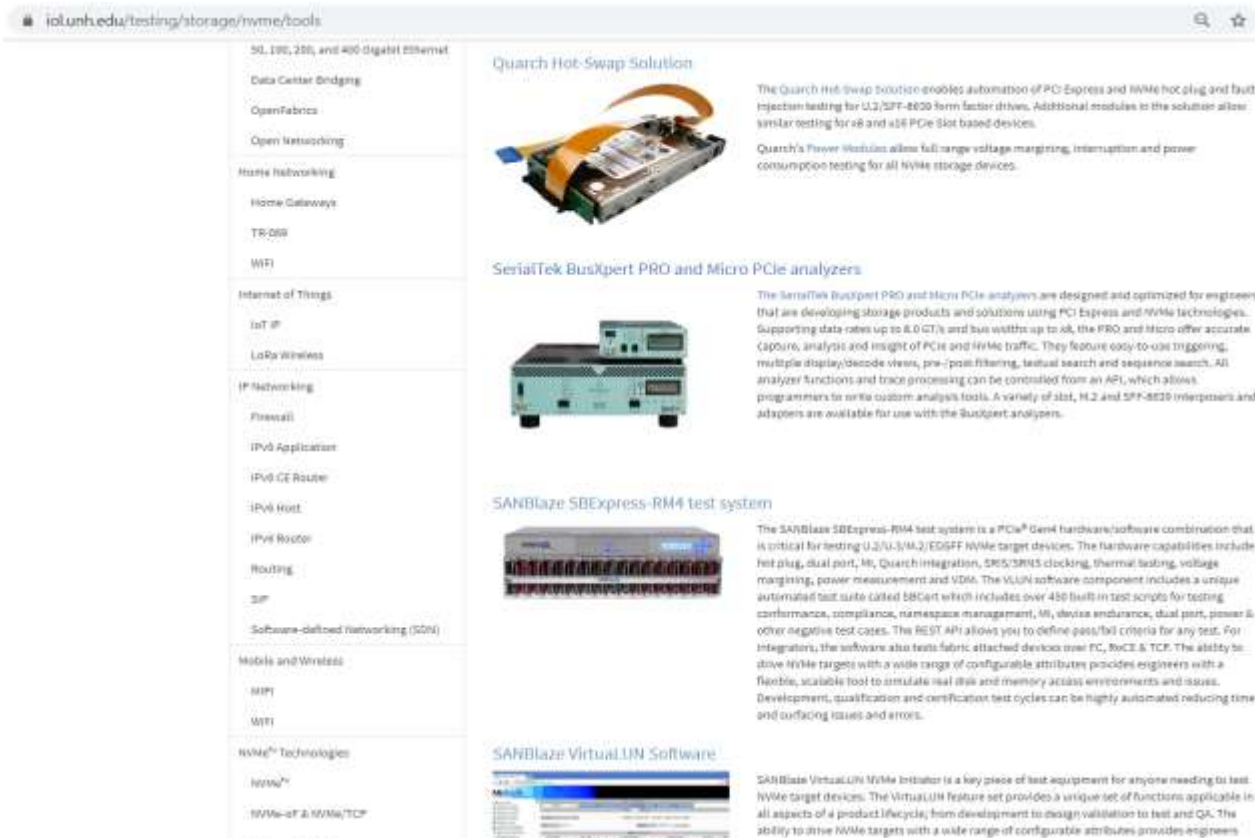 iol.unh.edu/testing/storage/nvme/tools
50, 100, 200, and 400 Gigabit Ethernet
Data Center Bridging
OpenFabrics
Open Networking
Home Networking
Home Gateways
TR-069
WiFi
Internet of Things
IoT IP
LoRa Wireless
IP Networking
Firewall
IPv6 Application
IPv6 CE Router
IPv6 Host
IPv6 Router
Routing
SIP
Software-defined Networking (SDN)
Mobile and Wireless
MIPI
WiFi
NVMe™ Technologies
NVMe™
NVMe-oF & NVMe/TCP
Quarch Hot-Swap Solution
The Quarch Hot-Swap Solution enables automation of PCI Express and NVMe hot plug and fault
injection testing for U.2/SFF-8639 form factor drives. Additional modules in the solution allow
similar testing for x8 and x16 PCIe Slot based devices.
Quarch's Power Modules allow full range voltage margining, interruption and power
consumption testing for all NVMe storage devices.
SerialTek BusXpert PRO and Micro PCIe analyzers
The SerialTek BusXpert PRO and Micro PCIe analyzers are designed and optimized for engineers
that are developing storage products and solutions using PCI Express and NVMe technologies.
Supporting data rates up to 8.0 GT/s and bus widths up to x8, the PRO and Micro offer accurate
capture, analysis and insight of PCIe and NVMe traffic. They feature easy-to-use triggering,
multiple display/decode views, pre-/post filtering, textual search and sequence search. All
analyzer functions and trace processing can be controlled from an API, which allows
programmers to write custom analysis tools. A variety of slot, M.2 and SFF-8639 interposers and
adapters are available for use with the BusXpert analyzers.
SANBlaze SBExpress-RM4 test system
The SANBlaze SBExpress-RM4 test system is a PCIe® Gen4 hardware/software combination that
is critical for testing U.2/U.3/M.2/EDSFF NVMe target devices. The hardware capabilities include
hot plug, dual port, MI, Quarch integration, SRIS/SRNS clocking, thermal testing, voltage
margining, power measurement and VDM. The VLUN software component includes a unique
automated test suite called SBCert which includes over 450 built-in test scripts for testing
conformance, compliance, namespace management, MI, device endurance, dual port, power &
other negative test cases. The REST API allows you to define pass/fail criteria for any test. For
integrators, the software also tests fabric attached devices over FC, RoCE & TCP. The ability to
drive NVMe targets with a wide range of configurable attributes provides engineers with a
flexible, scalable tool to emulate real disk and memory access environments and issues.
Development, qualification and certification test cycles can be highly automated reducing time
and surfacing issues and errors.
SANBlaze VirtuaLUN Software
SANBlaze VirtuaLUN NVMe Initiator is a key piece of test equipment for anyone needing to test
NVMe target devices. The VirtuaLUN feature set provides a unique set of functions applicable in
all aspects of a product lifecycle; from development to design validation to test and QA. The
ability to drive NVMe targets with a wide range of configurable attributes provides engineers